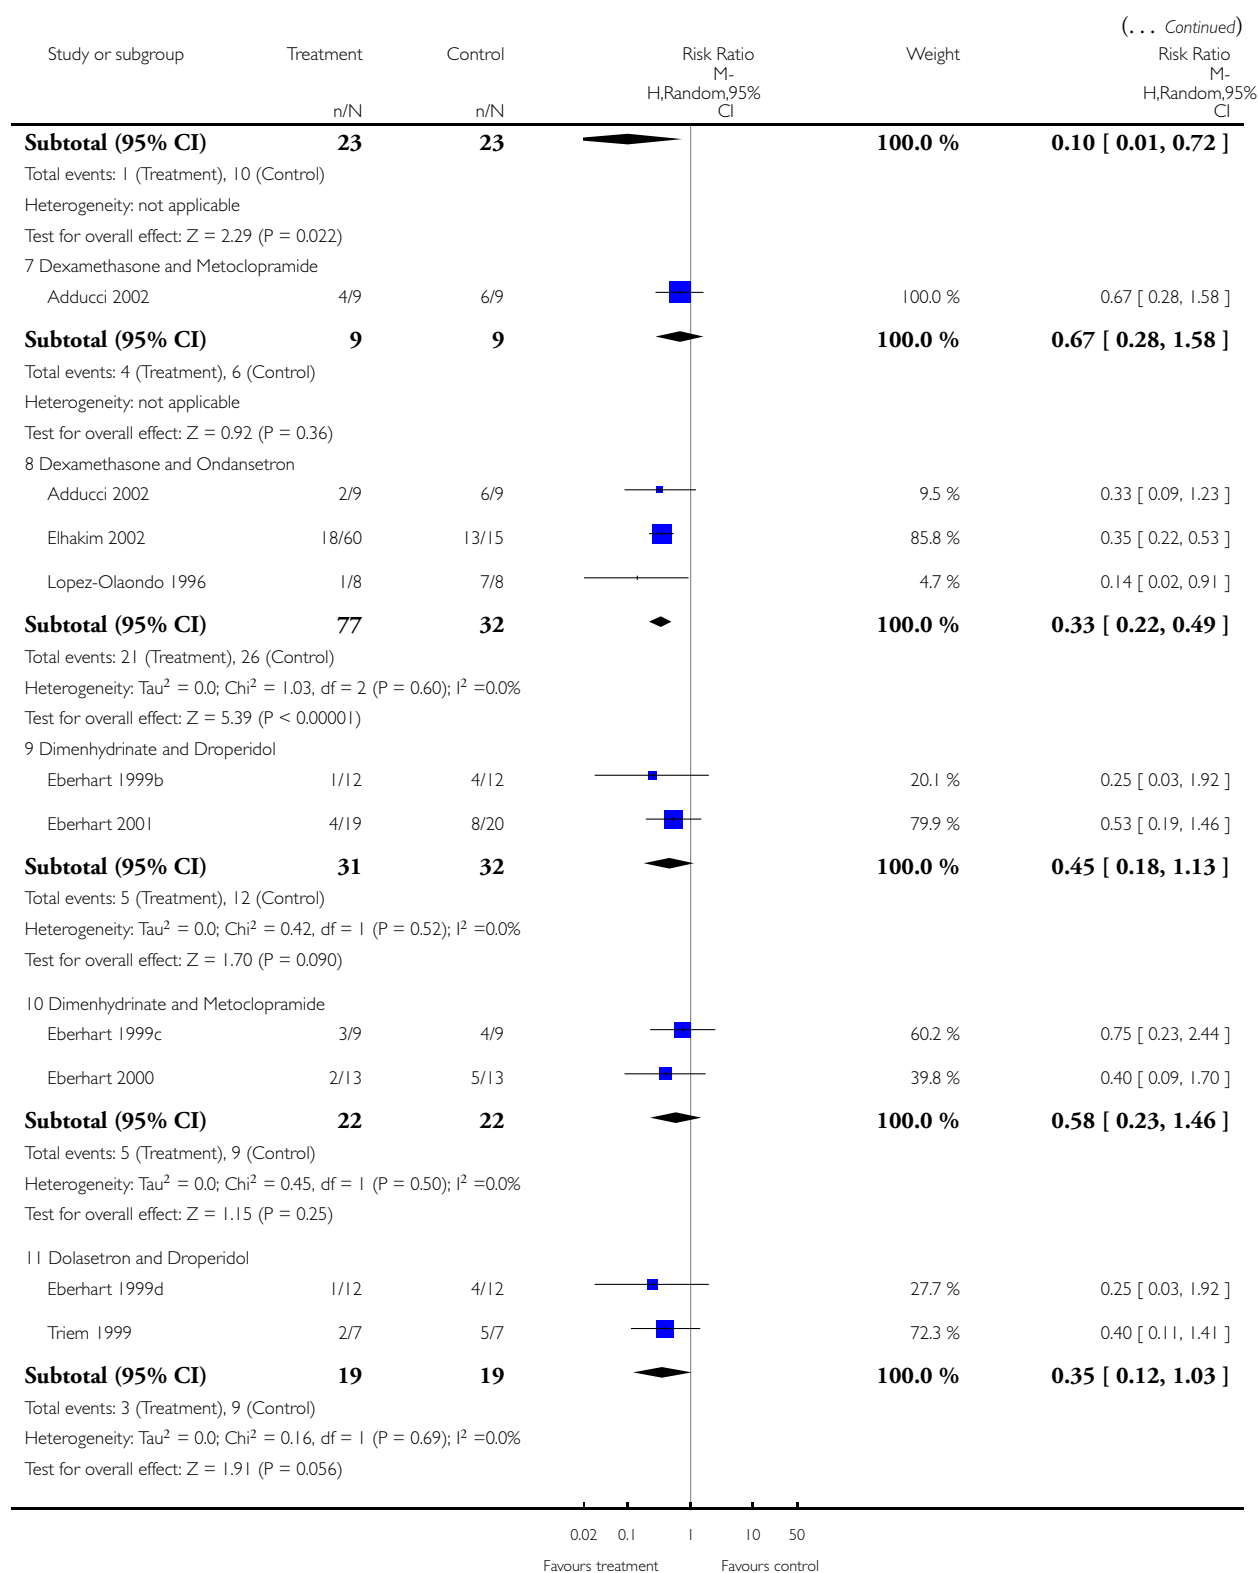 (... Continued)
Study or subgroup Treatment Control Risk Ratio Weight Risk Ratio
M- M-
H,Random,95% H,Random,95%
n/N n/N CI CI
Subtotal (95% CI) 23 23 100.0 % 0.10 [ 0.01, 0.72 ]
Total events: 1 (Treatment), 10 (Control)
Heterogeneity: not applicable
Test for overall effect: Z = 2.29 (P = 0.022)
7 Dexamethasone and Metoclopramide
Adducci 2002 4/9 6/9 100.0 % 0.67 [ 0.28, 1.58 ]
Subtotal (95% CI) 9 9 100.0 % 0.67 [ 0.28, 1.58 ]
Total events: 4 (Treatment), 6 (Control)
Heterogeneity: not applicable
Test for overall effect: Z = 0.92 (P = 0.36)
8 Dexamethasone and Ondansetron
Adducci 2002 2/9 6/9 9.5 % 0.33 [ 0.09, 1.23 ]
Elhakim 2002 18/60 13/15 85.8 % 0.35 [ 0.22, 0.53 ]
Lopez-Olaondo 1996 1/8 7/8 4.7 % 0.14 [ 0.02, 0.91 ]
Subtotal (95% CI) 77 32 100.0 % 0.33 [ 0.22, 0.49 ]
Total events: 21 (Treatment), 26 (Control)
Heterogeneity: Tau² = 0.0; Chi² = 1.03, df = 2 (P = 0.60); I² =0.0%
Test for overall effect: Z = 5.39 (P < 0.00001)
9 Dimenhydrinate and Droperidol
Eberhart 1999b 1/12 4/12 20.1 % 0.25 [ 0.03, 1.92 ]
Eberhart 2001 4/19 8/20 79.9 % 0.53 [ 0.19, 1.46 ]
Subtotal (95% CI) 31 32 100.0 % 0.45 [ 0.18, 1.13 ]
Total events: 5 (Treatment), 12 (Control)
Heterogeneity: Tau² = 0.0; Chi² = 0.42, df = 1 (P = 0.52); I² =0.0%
Test for overall effect: Z = 1.70 (P = 0.090)
10 Dimenhydrinate and Metoclopramide
Eberhart 1999c 3/9 4/9 60.2 % 0.75 [ 0.23, 2.44 ]
Eberhart 2000 2/13 5/13 39.8 % 0.40 [ 0.09, 1.70 ]
Subtotal (95% CI) 22 22 100.0 % 0.58 [ 0.23, 1.46 ]
Total events: 5 (Treatment), 9 (Control)
Heterogeneity: Tau² = 0.0; Chi² = 0.45, df = 1 (P = 0.50); I² =0.0%
Test for overall effect: Z = 1.15 (P = 0.25)
11 Dolasetron and Droperidol
Eberhart 1999d 1/12 4/12 27.7 % 0.25 [ 0.03, 1.92 ]
Triem 1999 2/7 5/7 72.3 % 0.40 [ 0.11, 1.41 ]
Subtotal (95% CI) 19 19 100.0 % 0.35 [ 0.12, 1.03 ]
Total events: 3 (Treatment), 9 (Control)
Heterogeneity: Tau² = 0.0; Chi² = 0.16, df = 1 (P = 0.69); I² =0.0%
Test for overall effect: Z = 1.91 (P = 0.056)
0.02 0.1 1 10 50
Favours treatment Favours control